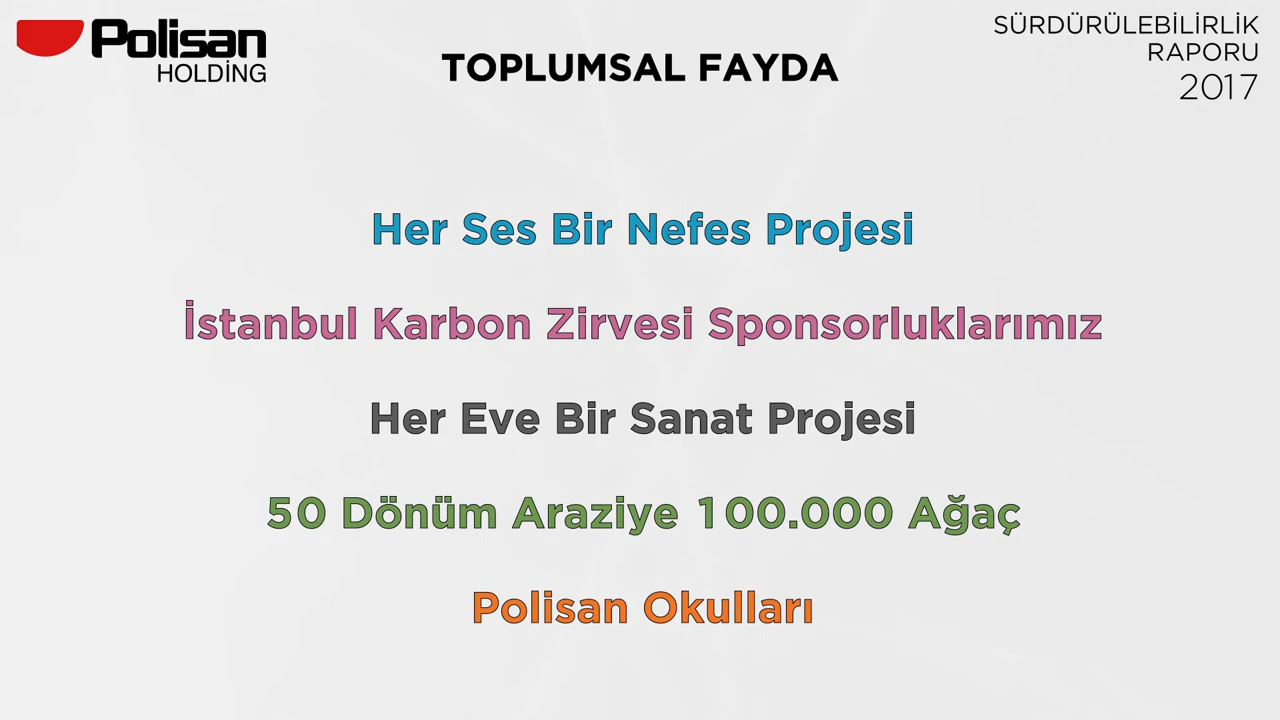 Polisan
HOLDİNG
TOPLUMSAL FAYDA
SÜRDÜRÜLEBİLİRLİK
RAPORU
2017
Her Ses Bir Nefes Projesi
İstanbul Karbon Zirvesi Sponsorluklarımız
Her Eve Bir Sanat Projesi
50 Dönüm Araziye 100.000 Ağaç
Polisan Okulları